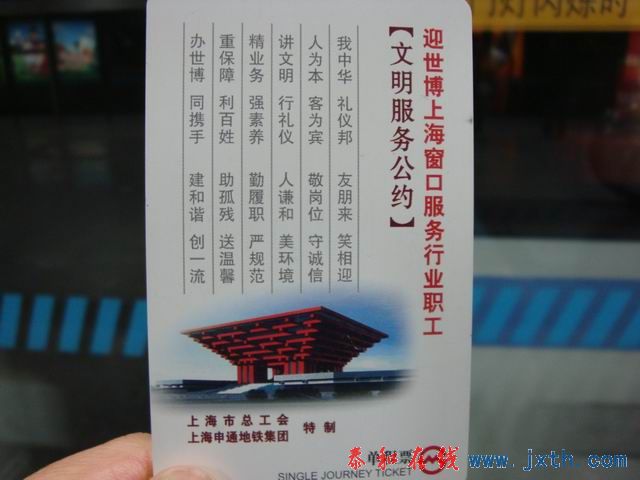 迎世博上海窗口服务行业职工
【文明服务公约】
我中华 礼仪邦 友朋来 笑相迎
人为本 客为宾 敬岗位 守诚信
讲文明 行礼仪 人谦和 美环境
精业务 强素养 勤履职 严规范
重保障 利百姓 助孤残 送温馨
办世博 同携手 建和谐 创一流
上海市总工会
上海申通地铁集团
特制
单程票
SINGLE JOURNEY TICKET
泰和在线 www.jxth.com